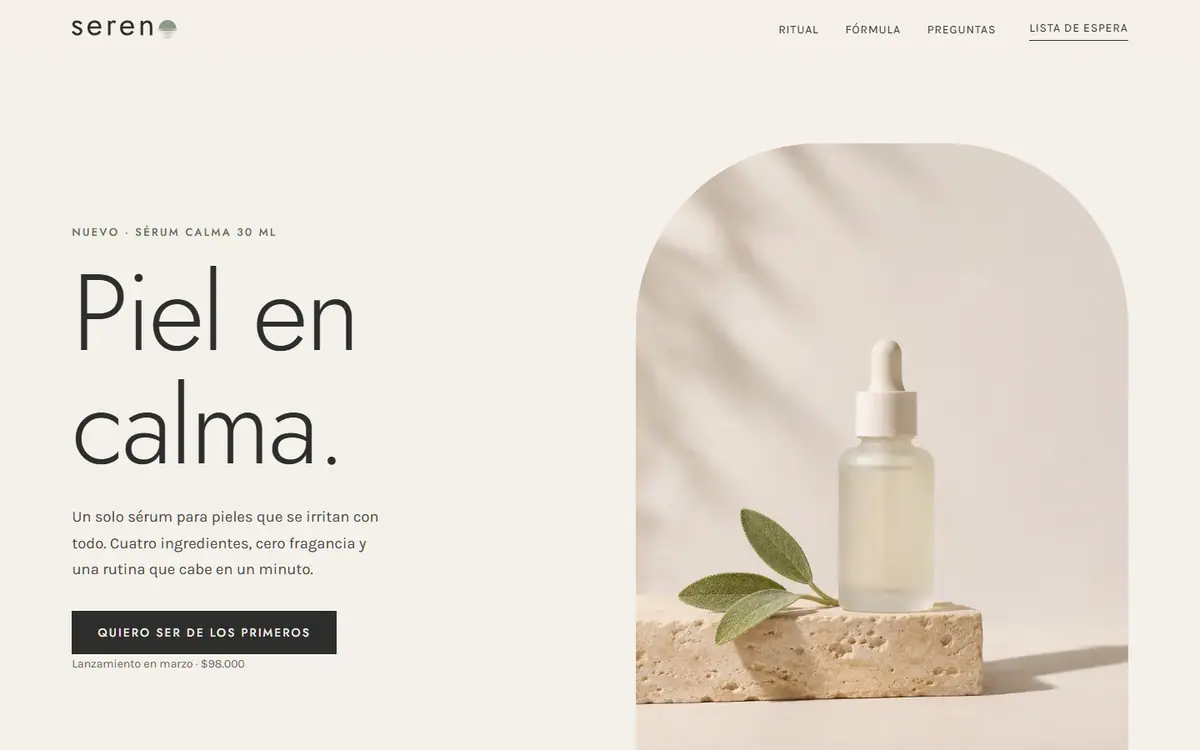 seren
RITUAL
FÓRMULA
PREGUNTAS
LISTA DE ESPERA
NUEVO · SÉRUM CALMA 30 ML
Piel en
calma.
Un solo sérum para pieles que se irritan con
todo. Cuatro ingredientes, cero fragancia y
una rutina que cabe en un minuto.
QUIERO SER DE LOS PRIMEROS
Lanzamiento en marzo · $98.000